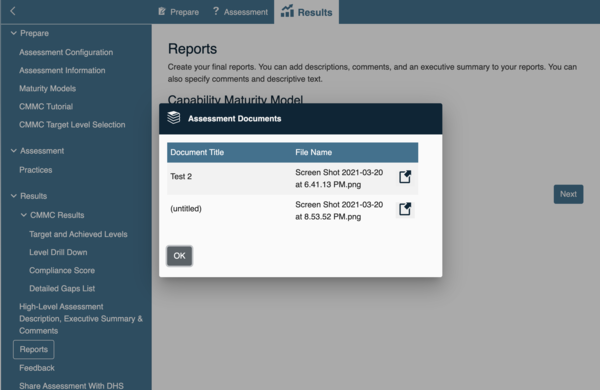 Prepare
Assessment
Results
Prepare
Assessment Configuration
Assessment Information
Maturity Models
CMMC Tutorial
CMMC Target Level Selection
Assessment
Practices
Results
CMMC Results
Target and Achieved Levels
Level Drill Down
Compliance Score
Detailed Gaps List
High-Level Assessment
Description, Executive Summary &
Comments
Reports
Feedback
Share Assessment With DHS
Reports
Create your final reports. You can add descriptions, comments, and an executive summary to your reports. You can
also specify comments and descriptive text.
Capability Maturity Model
Assessment Documents
Document Title File Name
Test 2 Screen Shot 2021-03-20
at 6.41.13 PM.png
(untitled) Screen Shot 2021-03-20
at 8.53.52 PM.png
OK
Next